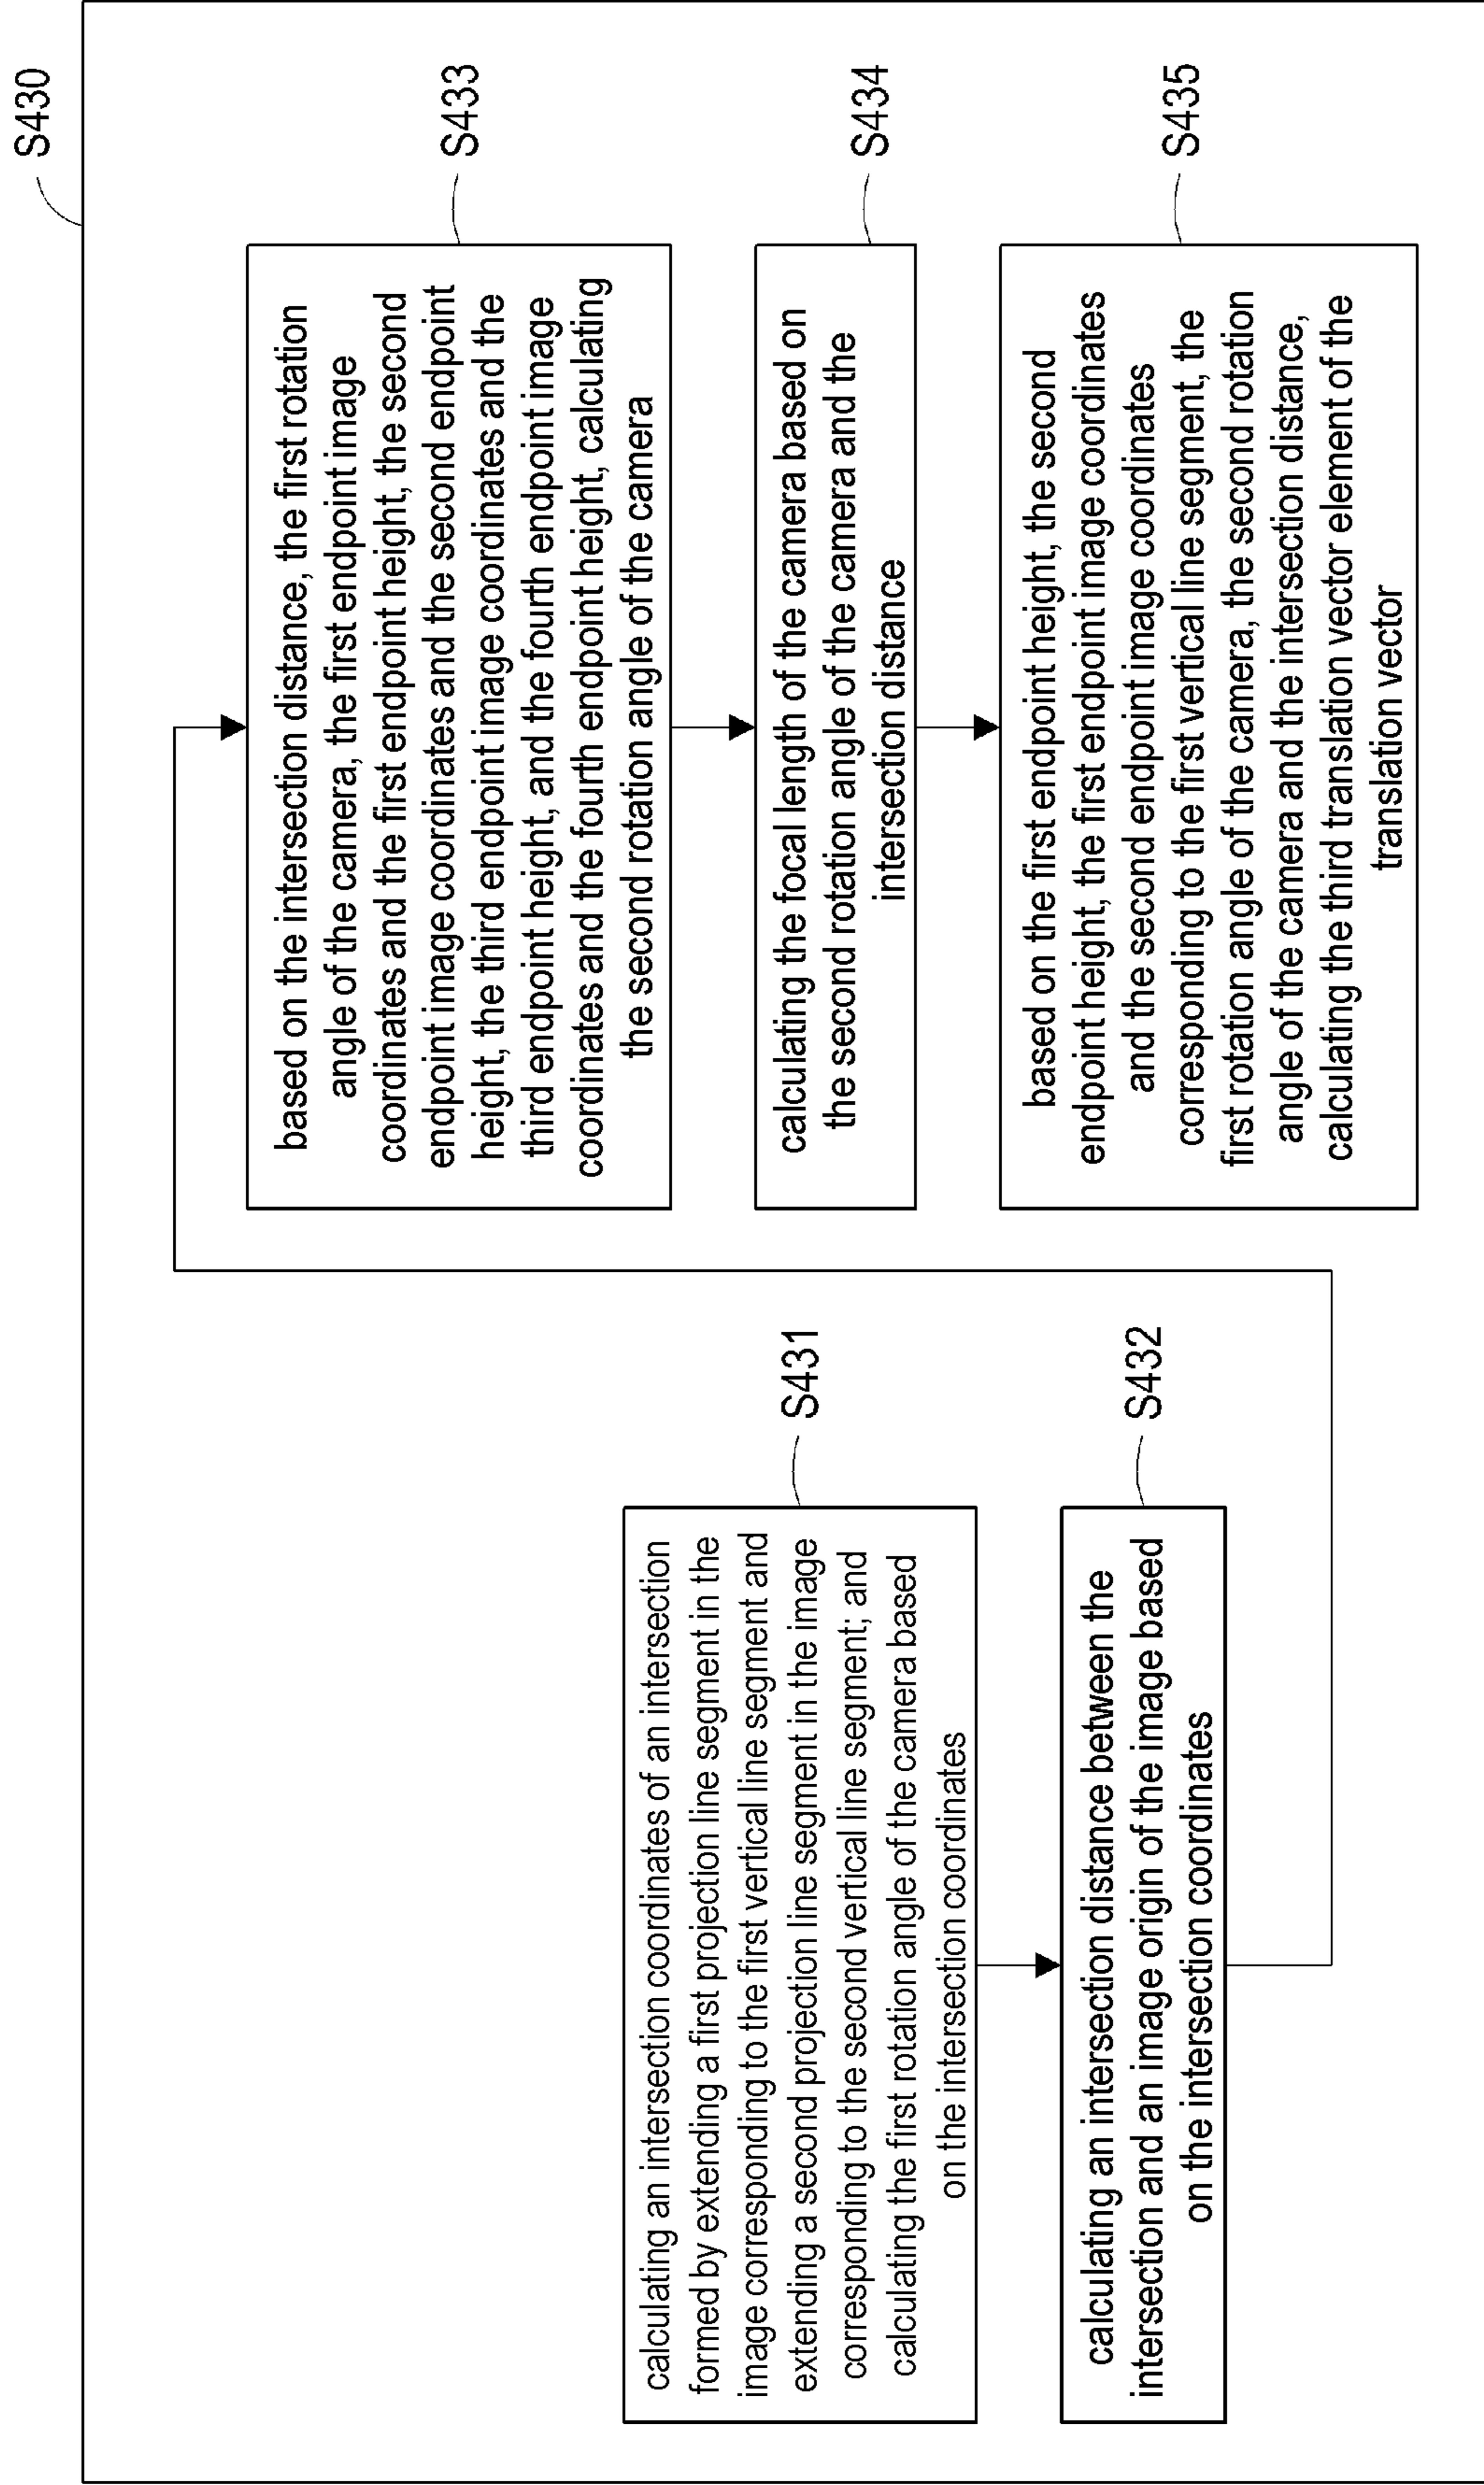 S430
calculating an intersection coordinates of an intersection
formed by extending a first projection line segment in the
image corresponding to the first vertical line segment and
extending a second projection line segment in the image
corresponding to the second vertical line segment; and
calculating the first rotation angle of the camera based
on the intersection coordinates
S431
calculating an intersection distance between the
intersection and an image origin of the image based
on the intersection coordinates
S432
based on the intersection distance, the first rotation
angle of the camera, the first endpoint image
coordinates and the first endpoint height, the second
endpoint image coordinates and the second endpoint
height, the third endpoint image coordinates and the
third endpoint height, and the fourth endpoint image
coordinates and the fourth endpoint height, calculating
the second rotation angle of the camera
S433
calculating the focal length of the camera based on
the second rotation angle of the camera and the
intersection distance
S434
based on the first endpoint height, the second
endpoint height, the first endpoint image coordinates
and the second endpoint image coordinates
corresponding to the first vertical line segment, the
first rotation angle of the camera, the second rotation
angle of the camera and the intersection distance,
calculating the third translation vector element of the
translation vector
S435